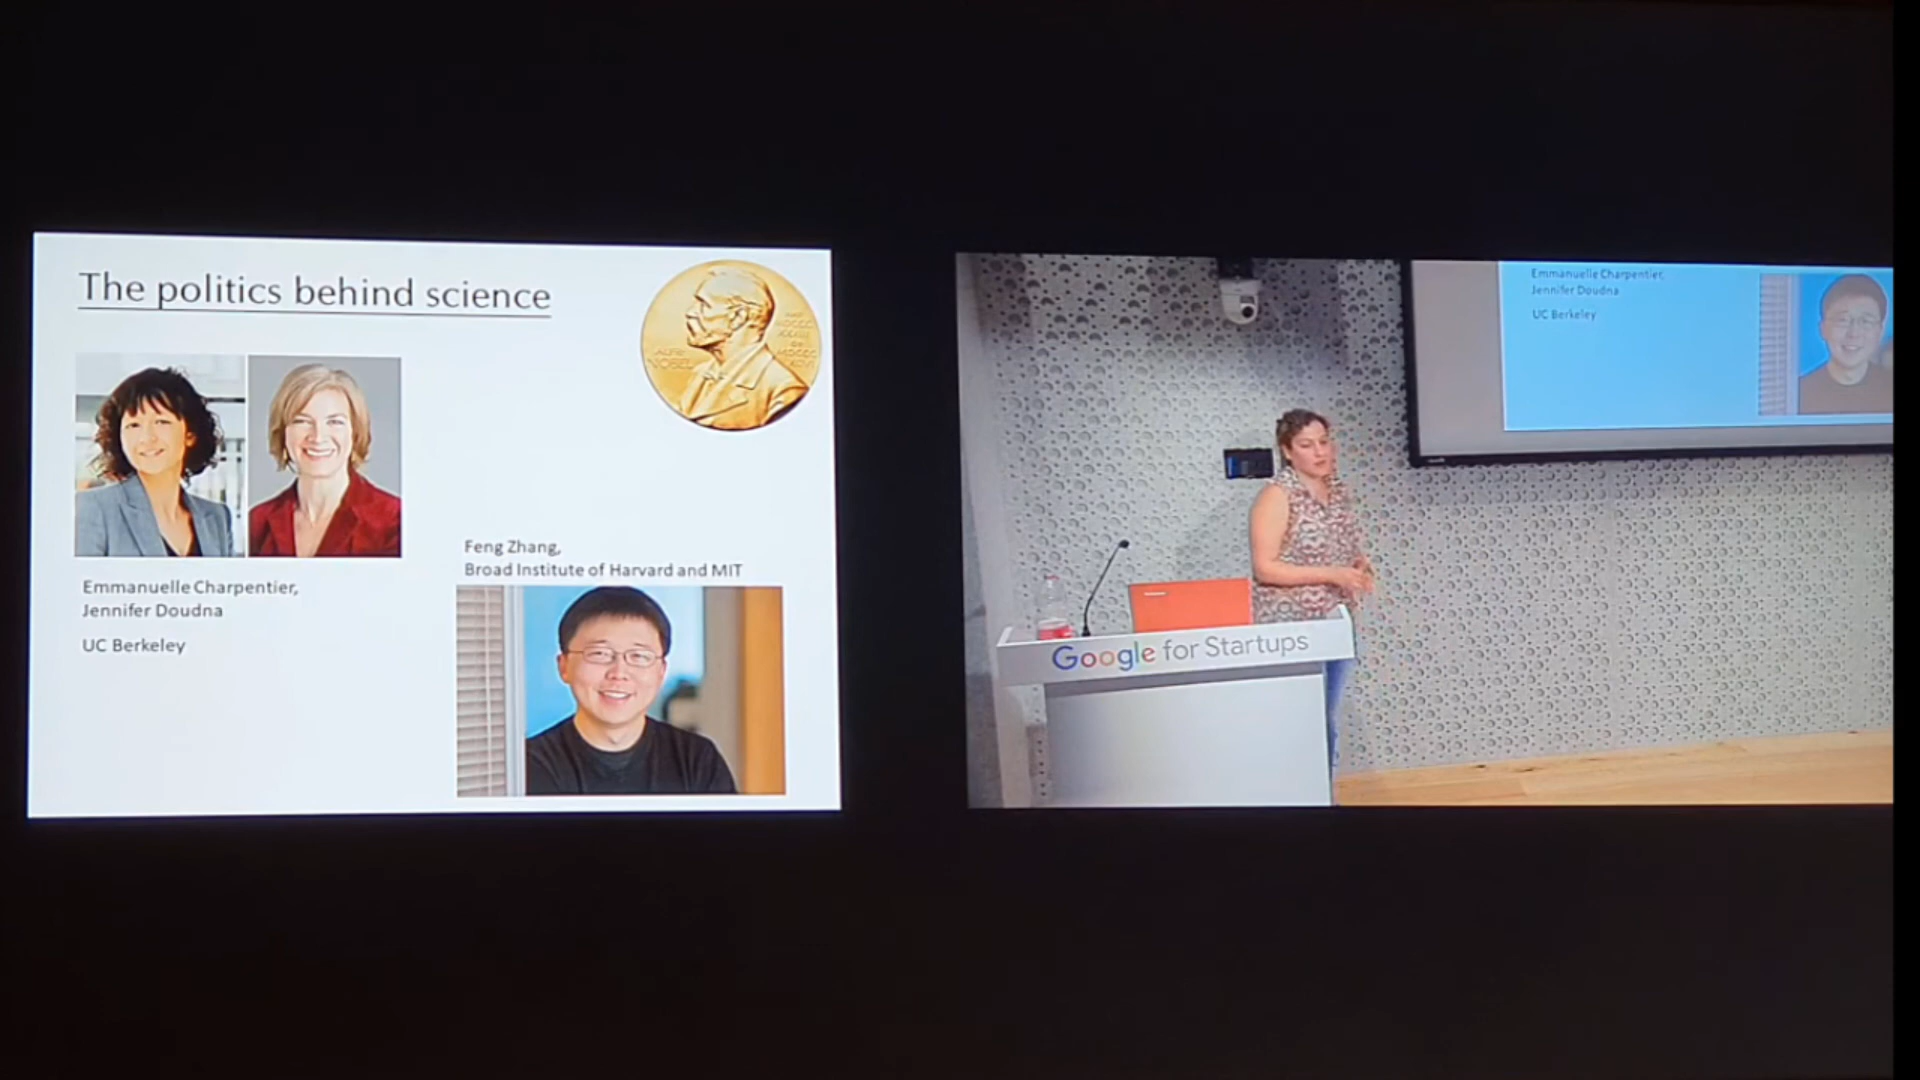 The politics behind science
Emmanuelle Charpentier,
Jennifer Doudna
UC Berkeley
Feng Zhang,
Broad Institute of Harvard and MIT
NOBEL
Emmanuelle Charpentier,
Jennifer Doudna
UC Berkeley
Google for Startups